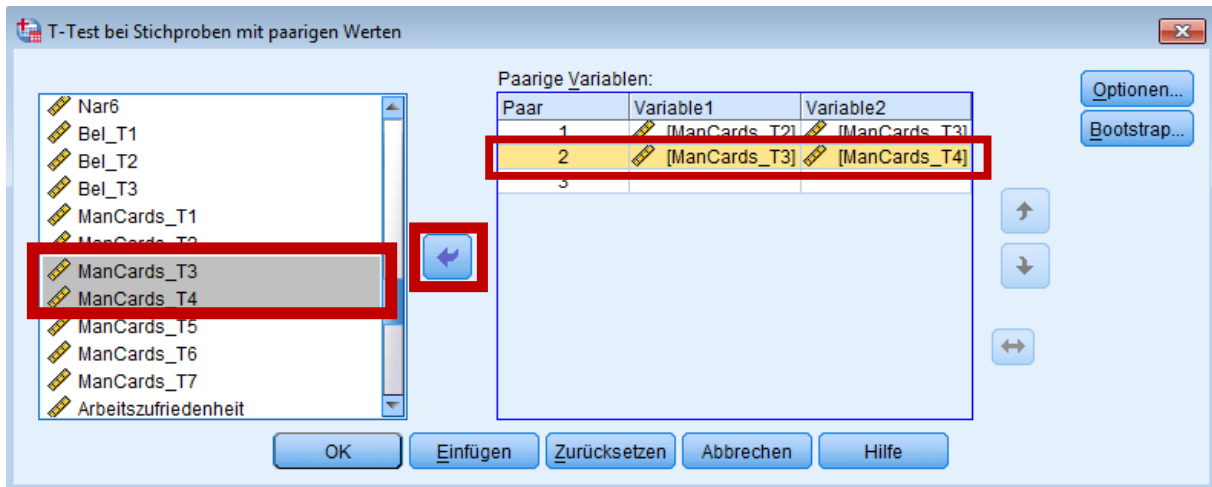 T-Test bei Stichproben mit paarigen Werten
Nar6
Bel_T1
Bel_T2
Bel_T3
ManCards_T1
ManCards_T2
ManCards_T3
ManCards_T4
ManCards_T5
ManCards_T6
ManCards_T7
Arbeitszufriedenheit
Paarige Variablen:
Paar Variable1 Variable2
1 [ManCards_T2] [ManCards_T3]
2 [ManCards_T3] [ManCards_T4]
3
Optionen...
Bootstrap...
OK Einfügen Zurücksetzen Abbrechen Hilfe